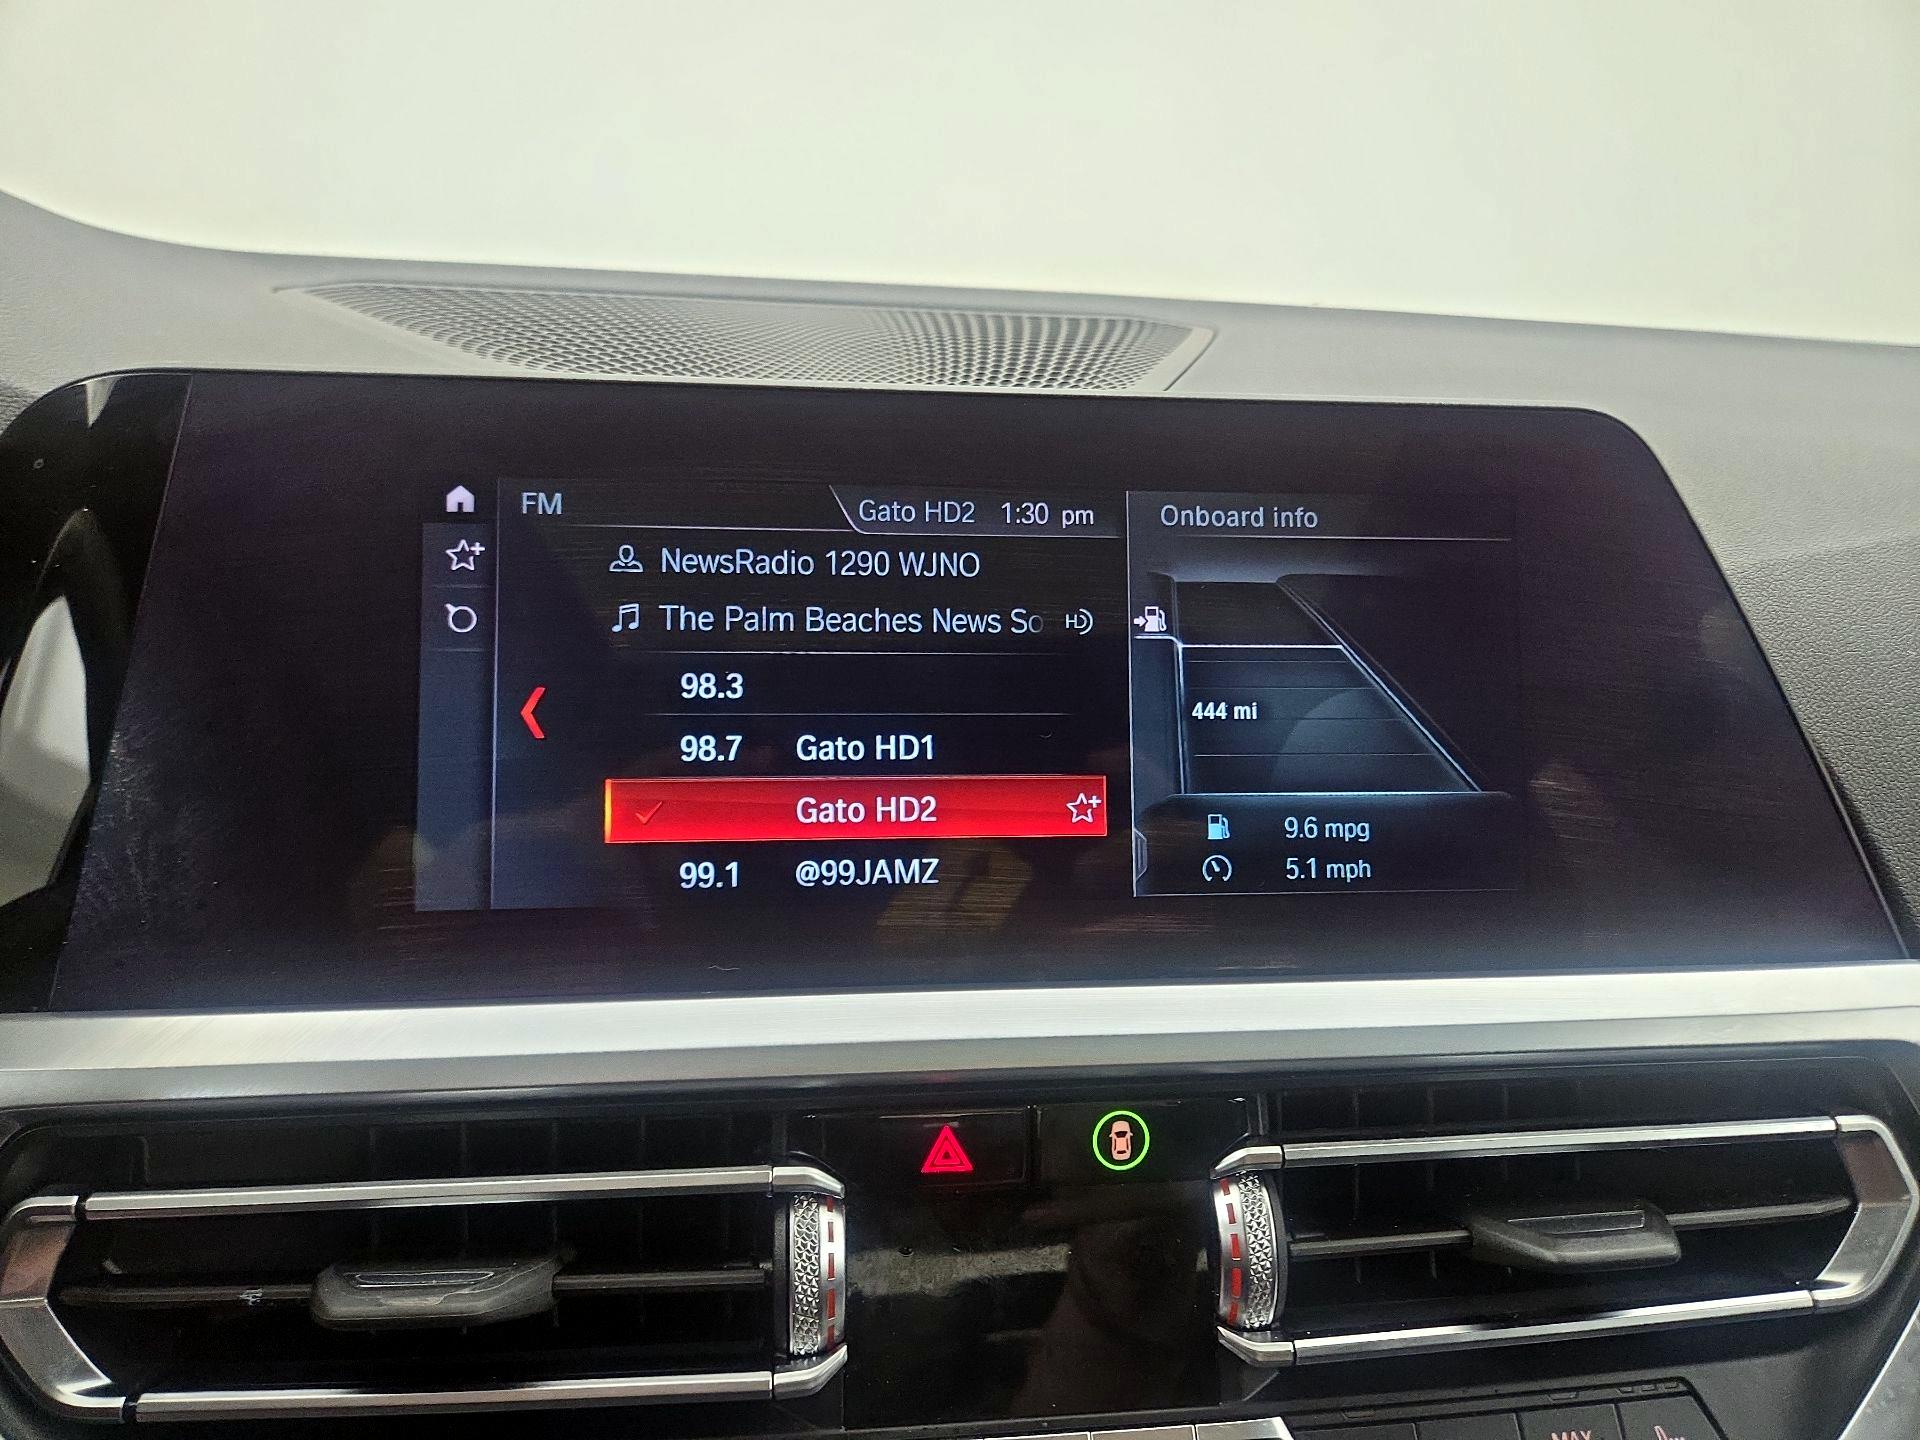 FM
Gato HD2 1:30 pm
NewsRadio 1290 WJNO
The Palm Beaches News So HD
98.3
98.7 Gato HD1
Gato HD2
99.1 @99JAMZ
Onboard info
444 mi
9.6 mpg
5.1 mph
MAX